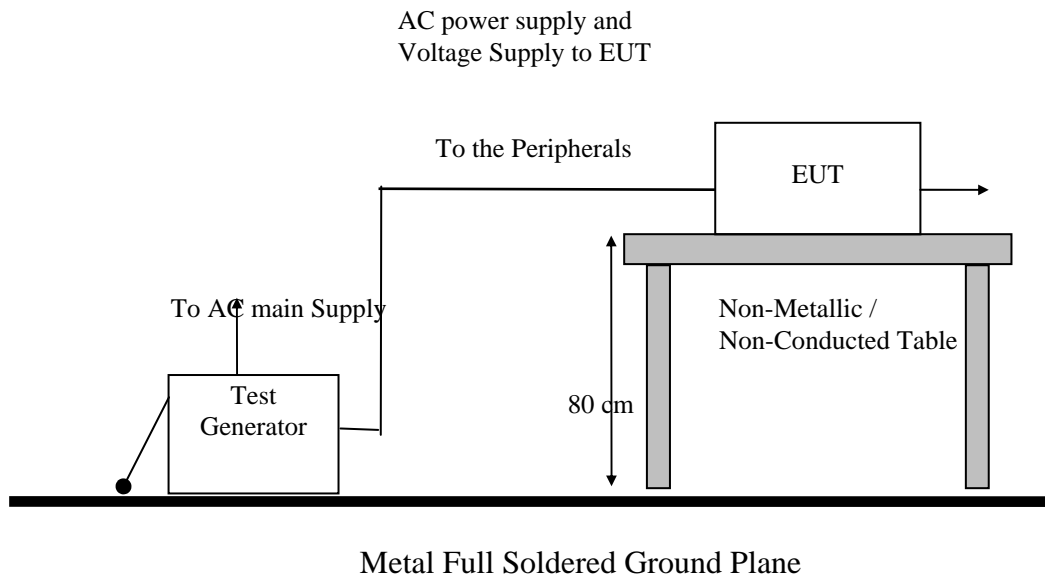 AC power supply and
Voltage Supply to EUT
To the Peripherals
EUT
To AC main Supply
Non-Metallic /
Non-Conducted Table
Test
Generator
80 cm
Metal Full Soldered Ground Plane